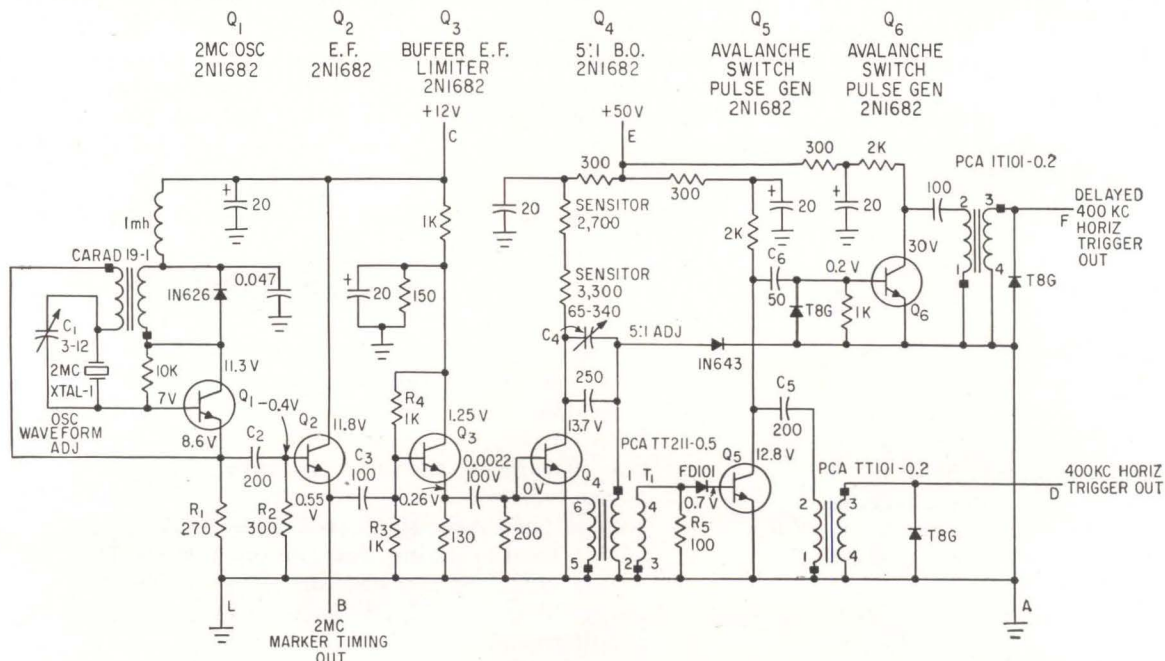 Q1
2MC OSC
2N1682
Q2
E.F.
2N1682
Q3
BUFFER E.F.
LIMITER
2N1682
Q4
5:1 B.O.
2N1682
Q5
AVALANCHE
SWITCH
PULSE GEN
2N1682
Q6
AVALANCHE
SWITCH
PULSE GEN
2N1682
+12V
C
+50V
E
300
2K
PCA 1T101-0.2
300
300
+
20
1mh
1K
20
SENSITOR
2,700
2K
+
20
+
20
100
2
3
DELAYED
400 KC
F
HORIZ
TRIGGER
OUT
CARAD 19-1
1N626
0.047
+
20
150
SENSITOR
3,300
65-340
C4
5:1 ADJ
C6
50
0.2 V
30V
Q6
1
4
T8G
T8G
1K
C1
3-12
2MC
XTAL-1
10K
11.3 V
7V
Q1
-0.4V
8.6V
OSC
WAVEFORM
ADJ
1N643
250
13.7 V
R4
1K
1.25 V
Q3
Q2
11.8V
C2
200
C3
100
0.55
V
0.26V
0.0022
100V
0V
Q4
PCA TT211-0.5
1
T1
4
FD101
0.7 V
Q5
12.8 V
C5
200
PCA TT101-0.2
400KC HORIZ
D
TRIGGER OUT
R1
270
R2
300
R3
1K
130
200
6
5
2
3
R5
100
2
3
1
4
T8G
L
B
2MC
MARKER TIMING
OUT
A